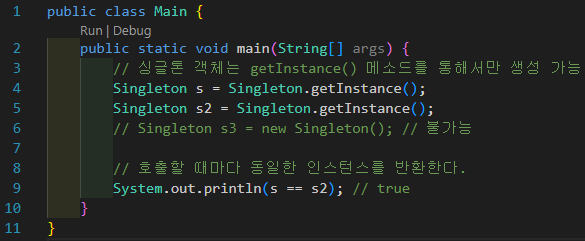 1 public class Main {
Run | Debug
2 public static void main(String[] args) {
3 // 싱글톤 객체는 getInstance() 메소드를 통해서만 생성 가능
4 Singleton s = Singleton.getInstance();
5 Singleton s2 = Singleton.getInstance();
6 // Singleton s3 = new Singleton(); // 불가능
7
8 // 호출할 때마다 동일한 인스턴스를 반환한다.
9 System.out.println(s == s2); // true
10 }
11 }